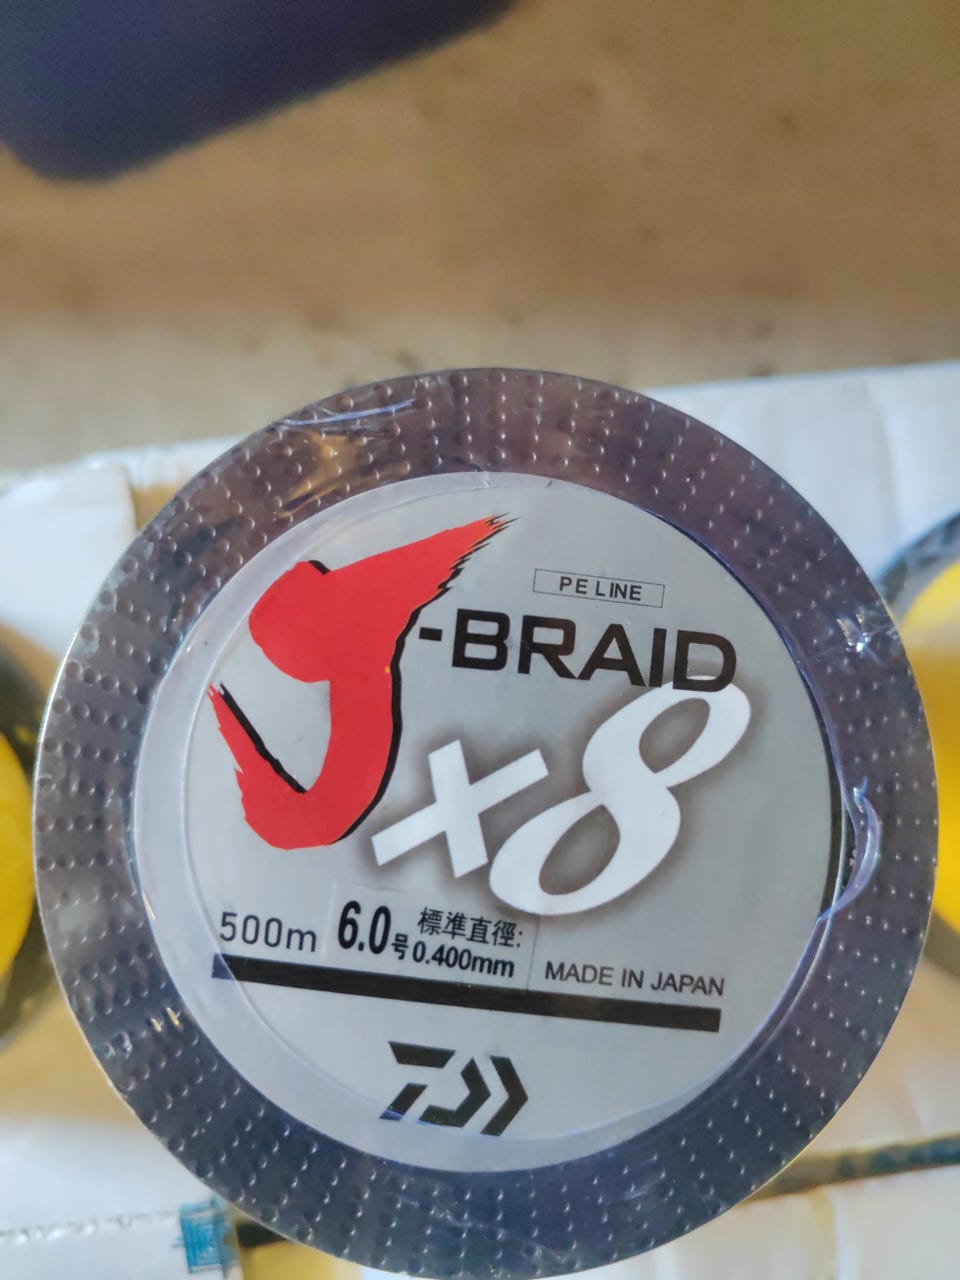 PE LINE
J-BRAID
x8
500m 6.0号 標準直徑:
0.400mm
MADE IN JAPAN